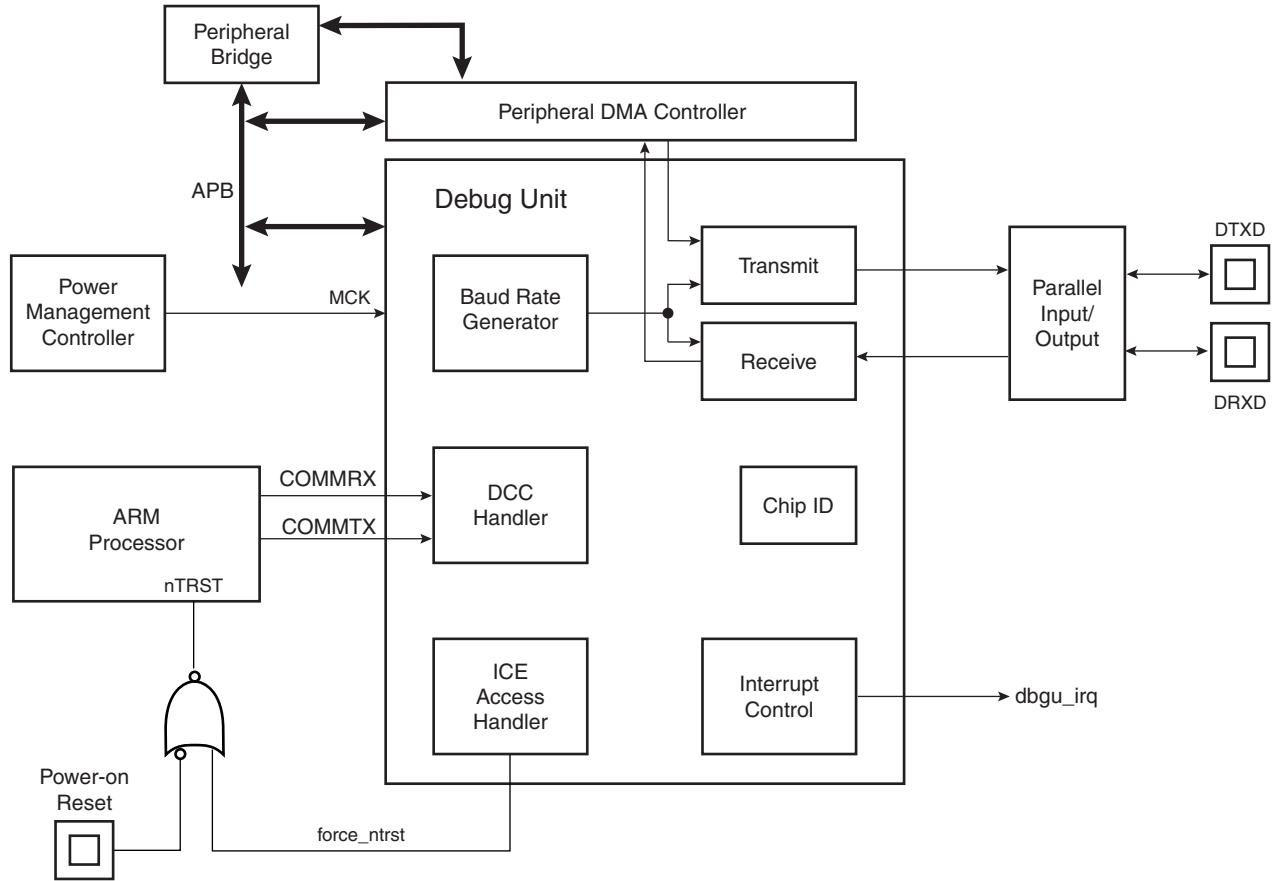 Peripheral
Bridge
Peripheral DMA Controller
APB
Debug Unit
Power
Management
Controller
MCK
Baud Rate
Generator
Transmit
Receive
Parallel
Input/
Output
DTXD
DRXD
ARM
Processor
nTRST
COMMRX
COMMTX
DCC
Handler
Chip ID
ICE
Access
Handler
Interrupt
Control
dbgu_irq
Power-on
Reset
force_ntrst